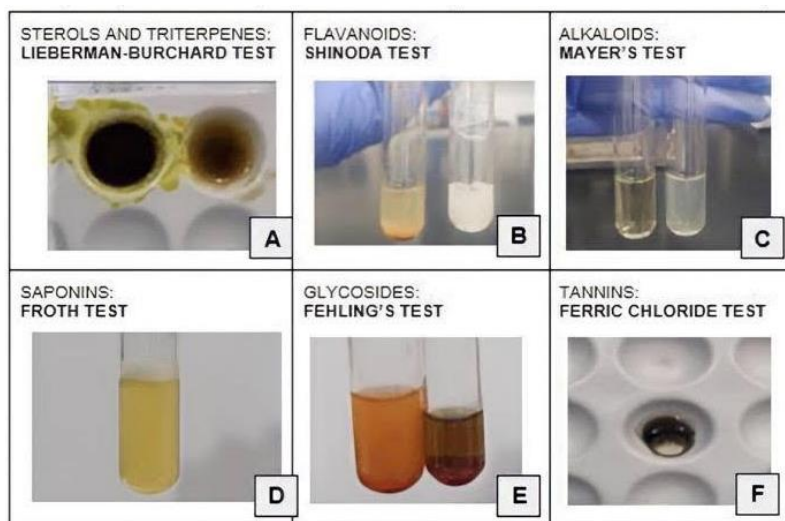 STEROLS AND TRITERPENES:
LIEBERMAN-BURCHARD TEST
A
FLAVANOIDS:
SHINODA TEST
B
ALKALOIDS:
MAYER'S TEST
C
SAPONINS:
FROTH TEST
D
GLYCOSIDES:
FEHLING'S TEST
E
TANNINS:
FERRIC CHLORIDE TEST
F